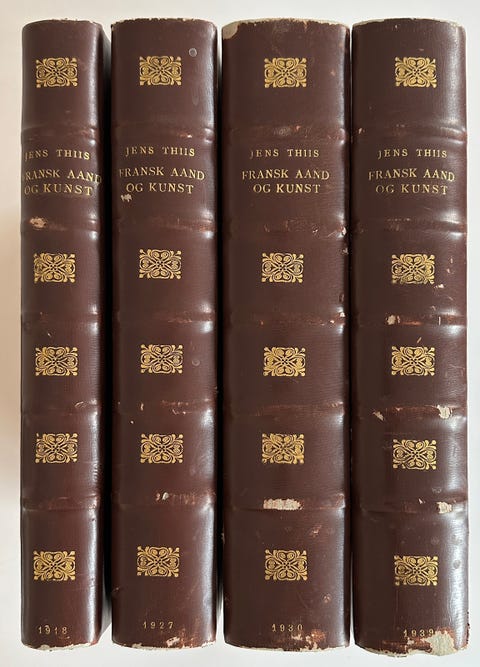 JENS THIIS
FRANSK AAND
OG KUNST
1918
JENS THIIS
FRANSK AAND
OG KUNST
1927
JENS THIIS
FRANSK AAND
OG KUNST
1930
JENS THIIS
FRANSK AAND
OG KUNST
1939